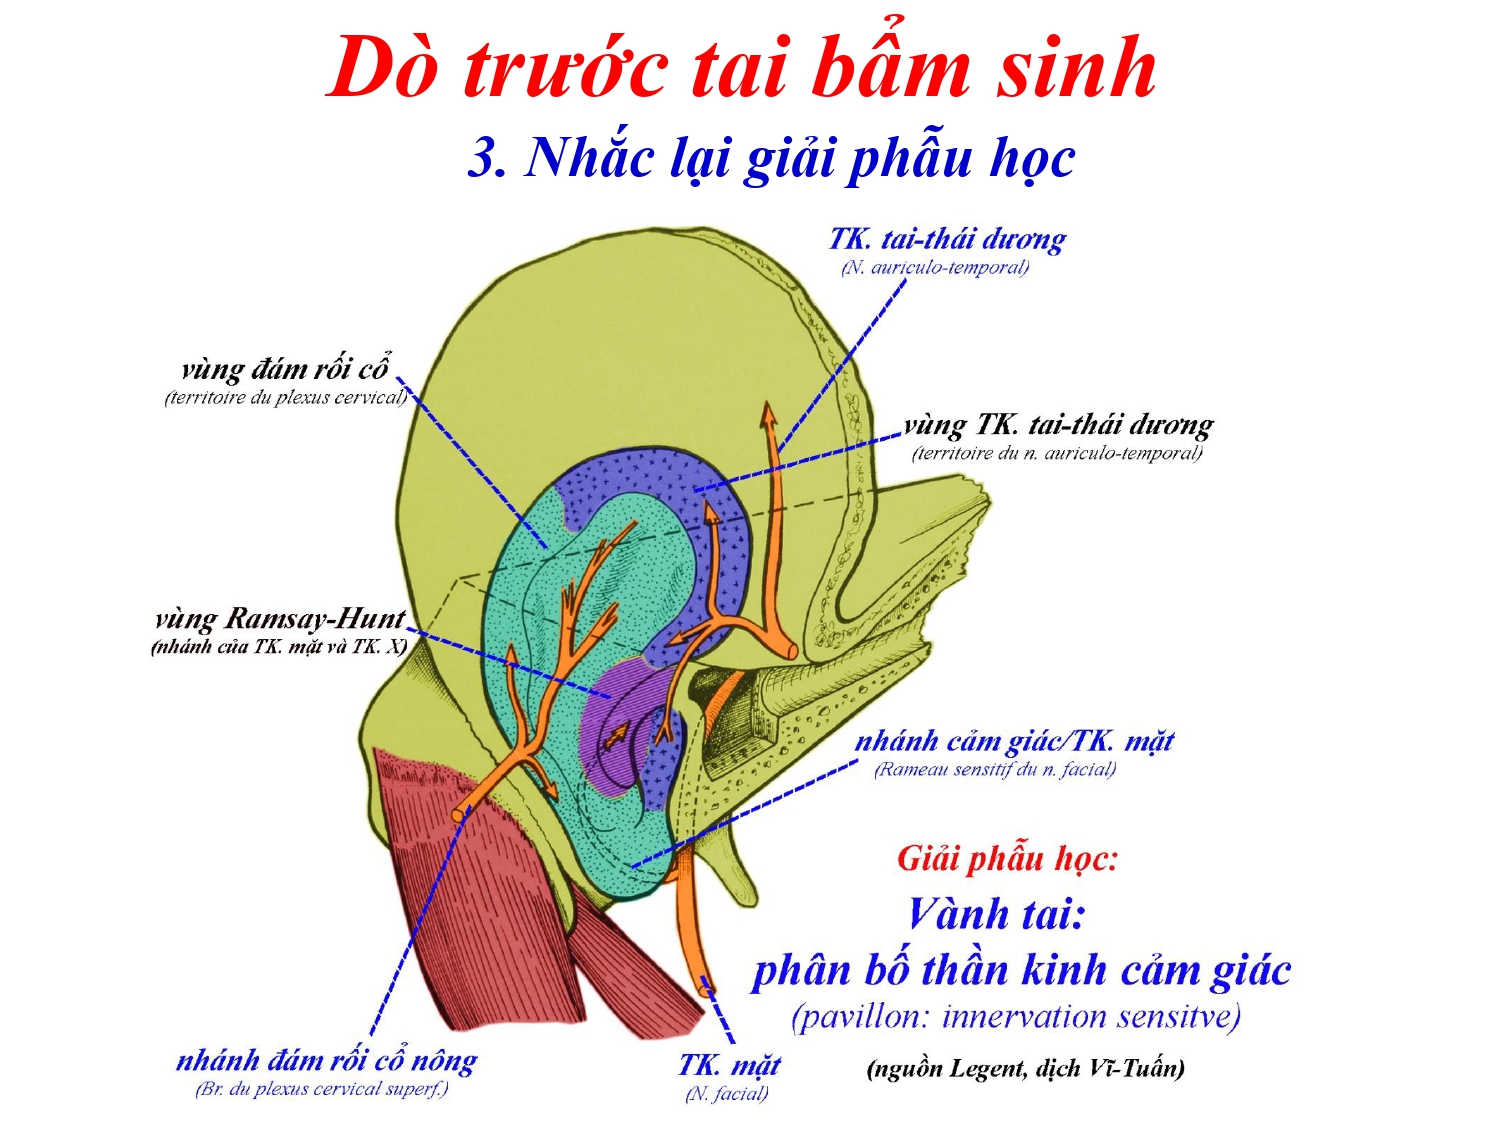 Dò trước tai bẩm sinh
3. Nhắc lại giải phẫu học
TK. tai-thái dương
(N. auriculo-temporal)
vùng đám rối cổ
(territoire du plexus cervical)
vùng TK. tai-thái dương
(territoire du n. auriculo-temporal)
vùng Ramsay-Hunt
(nhánh của TK. mặt và TK. X)
nhánh cảm giác/TK. mặt
(Rameau sensitif du n. facial)
Giải phẫu học:
Vành tai:
phân bố thần kinh cảm giác
(pavillon: innervation sensitve)
nhánh đám rối cổ nông
(Br. du plexus cervical superf.)
TK. mặt
(N. facial)
(nguồn Legent, dịch Vĩ-Tuấn)